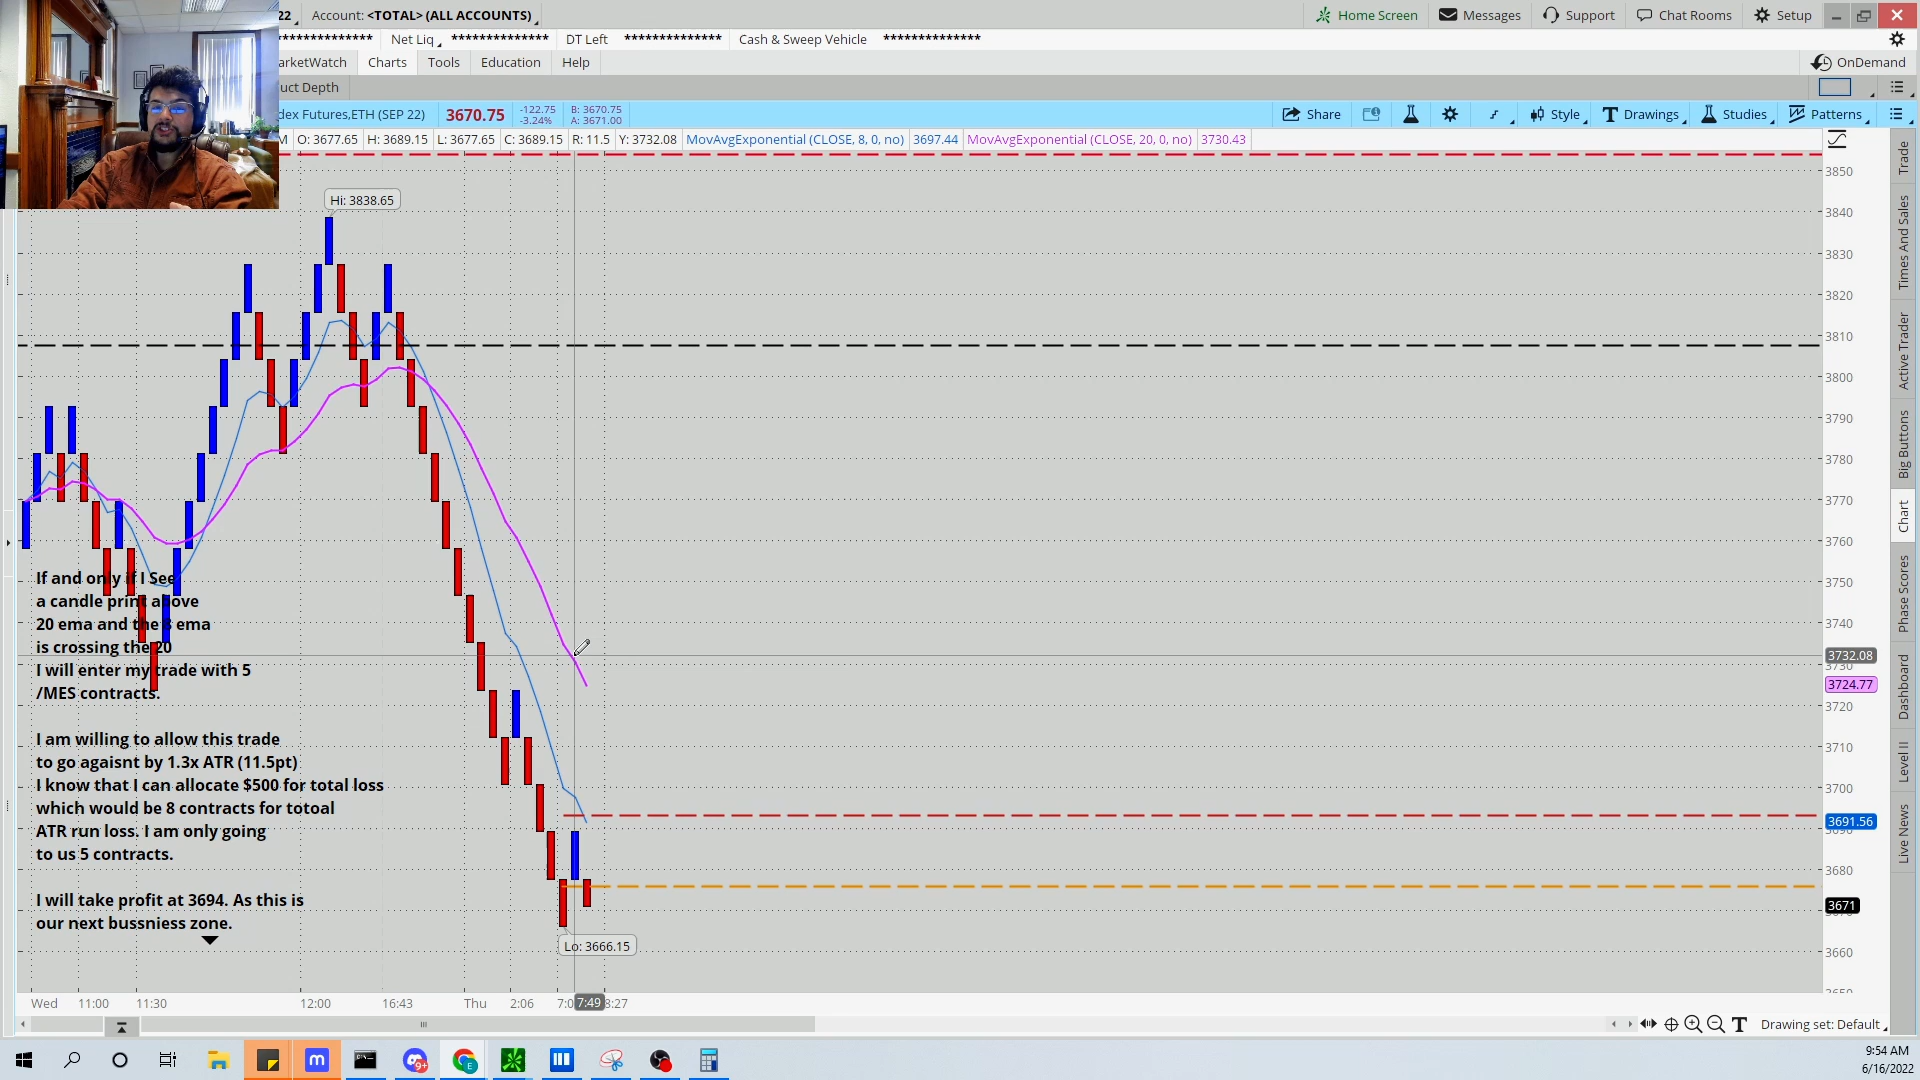 22 Account: <TOTAL> (ALL ACCOUNTS) Home Screen Messages Support Chat Rooms Setup
************** Net Liq ************** DT Left ************** Cash & Sweep Vehicle **************
arketWatch Charts Tools Education Help OnDemand
uct Depth
dex Futures,ETH (SEP 22) 3670.75 -122.75 -3.24% B: 3670.75 A: 3671.00 Share Style Drawings Studies Patterns
M O: 3677.65 H: 3689.15 L: 3677.65 C: 3689.15 R: 11.5 Y: 3732.08 MovAvgExponential (CLOSE, 8, 0, no) 3697.44 MovAvgExponential (CLOSE, 20, 0, no) 3730.43
Hi: 3838.65
If and only if I See
a candle print above
20 ema and the 8 ema
is crossing the 20
I will enter my trade with 5
/MES contracts.
I am willing to allow this trade
to go agaisnt by 1.3x ATR (11.5pt)
I know that I can allocate $500 for total loss
which would be 8 contracts for totoal
ATR run loss. I am only going
to us 5 contracts.
I will take profit at 3694. As this is
our next bussniess zone.
Lo: 3666.15
3850
3840
3830
3820
3810
3800
3790
3780
3770
3760
3750
3740
3732.08
3730
3724.77
3720
3710
3700
3691.56
3690
3680
3671
3660
3650
Trade
Times And Sales
Active Trader
Big Buttons
Chart
Phase Scores
Dashboard
Level II
Live News
Wed 11:00 11:30 12:00 16:43 Thu 2:06 7:0 7:49 8:27
T Drawing set: Default
9+
9:54 AM
6/16/2022